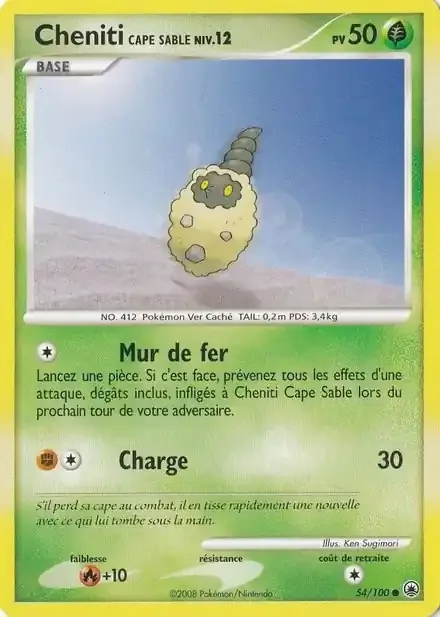 Cheniti CAPE SABLE NIV.12 PV 50
BASE
NO. 412 Pokémon Ver Caché TAIL: 0,2m PDS: 3,4kg
Mur de fer
Lancez une pièce. Si c'est face, prévenez tous les effets d'une
attaque, dégâts inclus, infligés à Cheniti Cape Sable lors du
prochain tour de votre adversaire.
Charge 30
S'il perd sa cape au combat, il en tisse rapidement une nouvelle
avec ce qui lui tombe sous la main.
Illus. Ken Sugimori
faiblesse résistance coût de retraite
+10
©2008 Pokémon/Nintendo 54/100